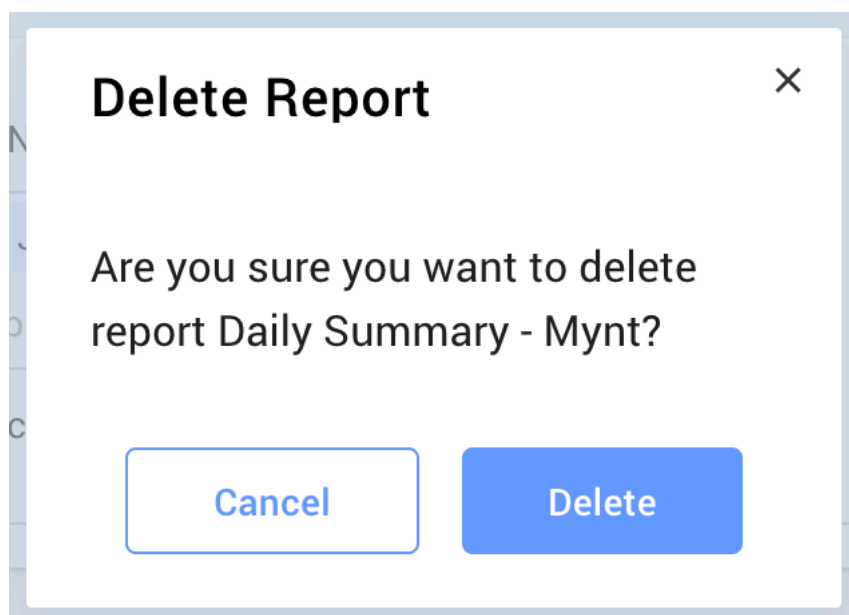 Delete Report
Are you sure you want to delete
report Daily Summary - Mynt?
Cancel
Delete